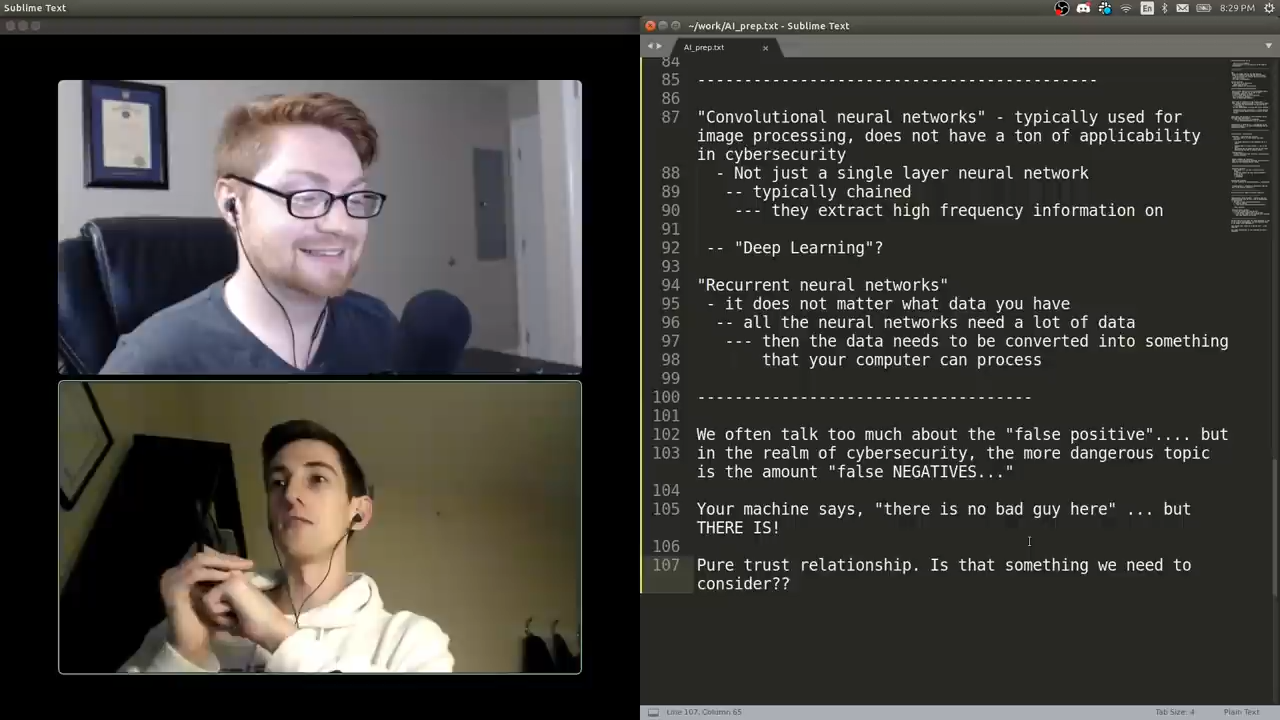 Sublime Text
En
8:29 PM
~/work/AI_prep.txt - Sublime Text
AI_prep.txt
84
85 -------------------------------------------
86
87 "Convolutional neural networks" - typically used for
image processing, does not have a ton of applicability
in cybersecurity
88 - Not just a single layer neural network
89 -- typically chained
90 --- they extract high frequency information on
91
92 -- "Deep Learning"?
93
94 "Recurrent neural networks"
95 - it does not matter what data you have
96 -- all the neural networks need a lot of data
97 --- then the data needs to be converted into something
98 that your computer can process
99
100 ------------------------------------
101
102 We often talk too much about the "false positive".... but
103 in the realm of cybersecurity, the more dangerous topic
is the amount "false NEGATIVES..."
104
105 Your machine says, "there is no bad guy here" ... but
THERE IS!
106
107 Pure trust relationship. Is that something we need to
consider??
Line 107, Column 65
Tab Size: 4
Plain Text